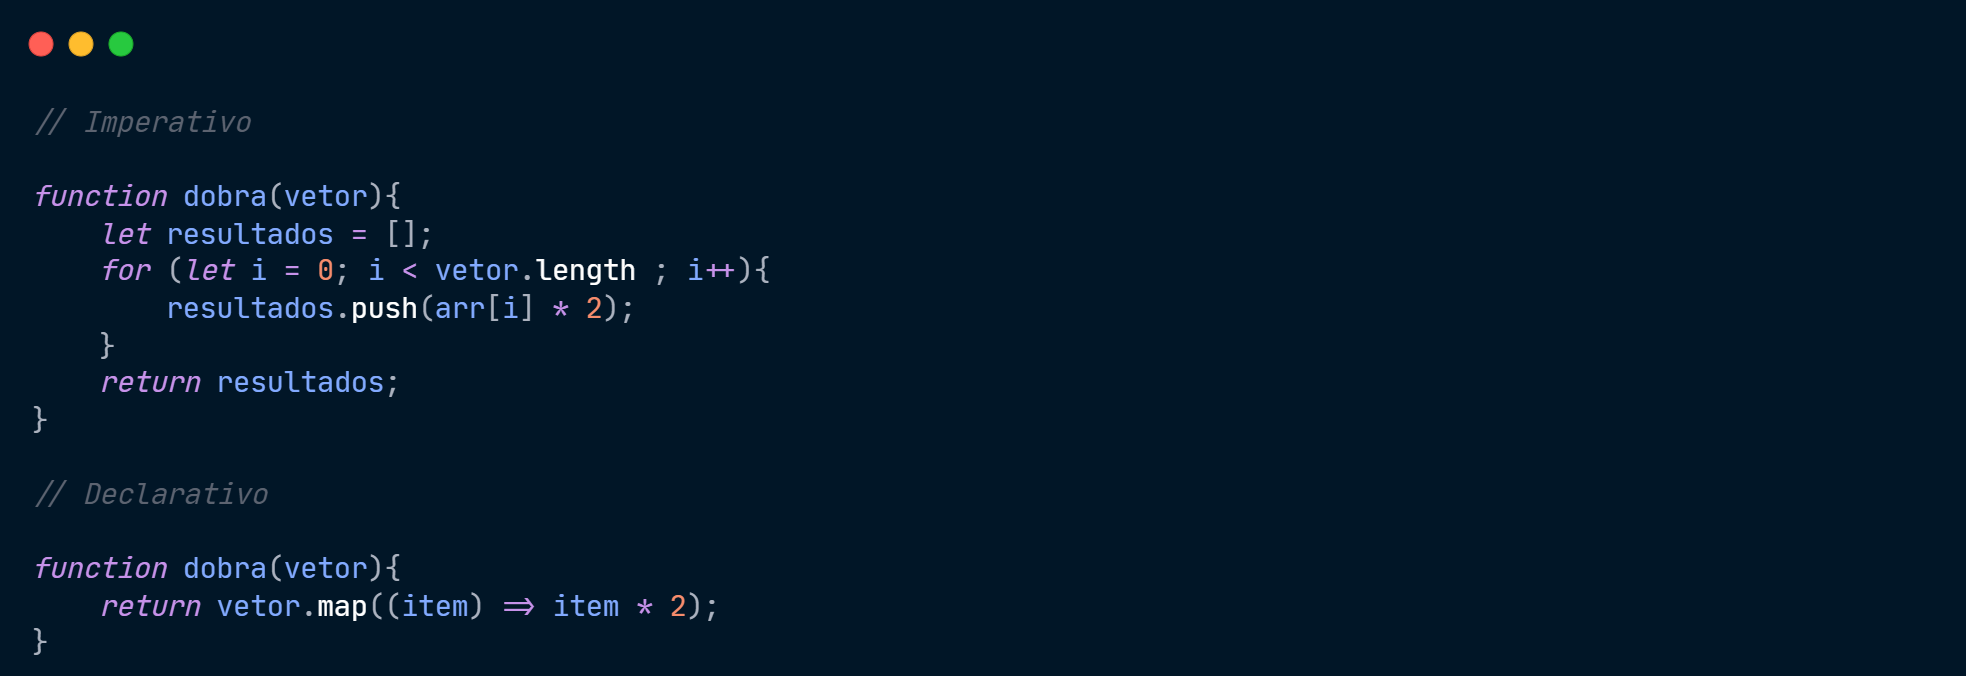 // Imperativo
function dobra(vetor){
    let resultados = [];
    for (let i = 0; i < vetor.length ; i++){
        resultados.push(arr[i] * 2);
    }
    return resultados;
}
// Declarativo
function dobra(vetor){
    return vetor.map((item) => item * 2);
}